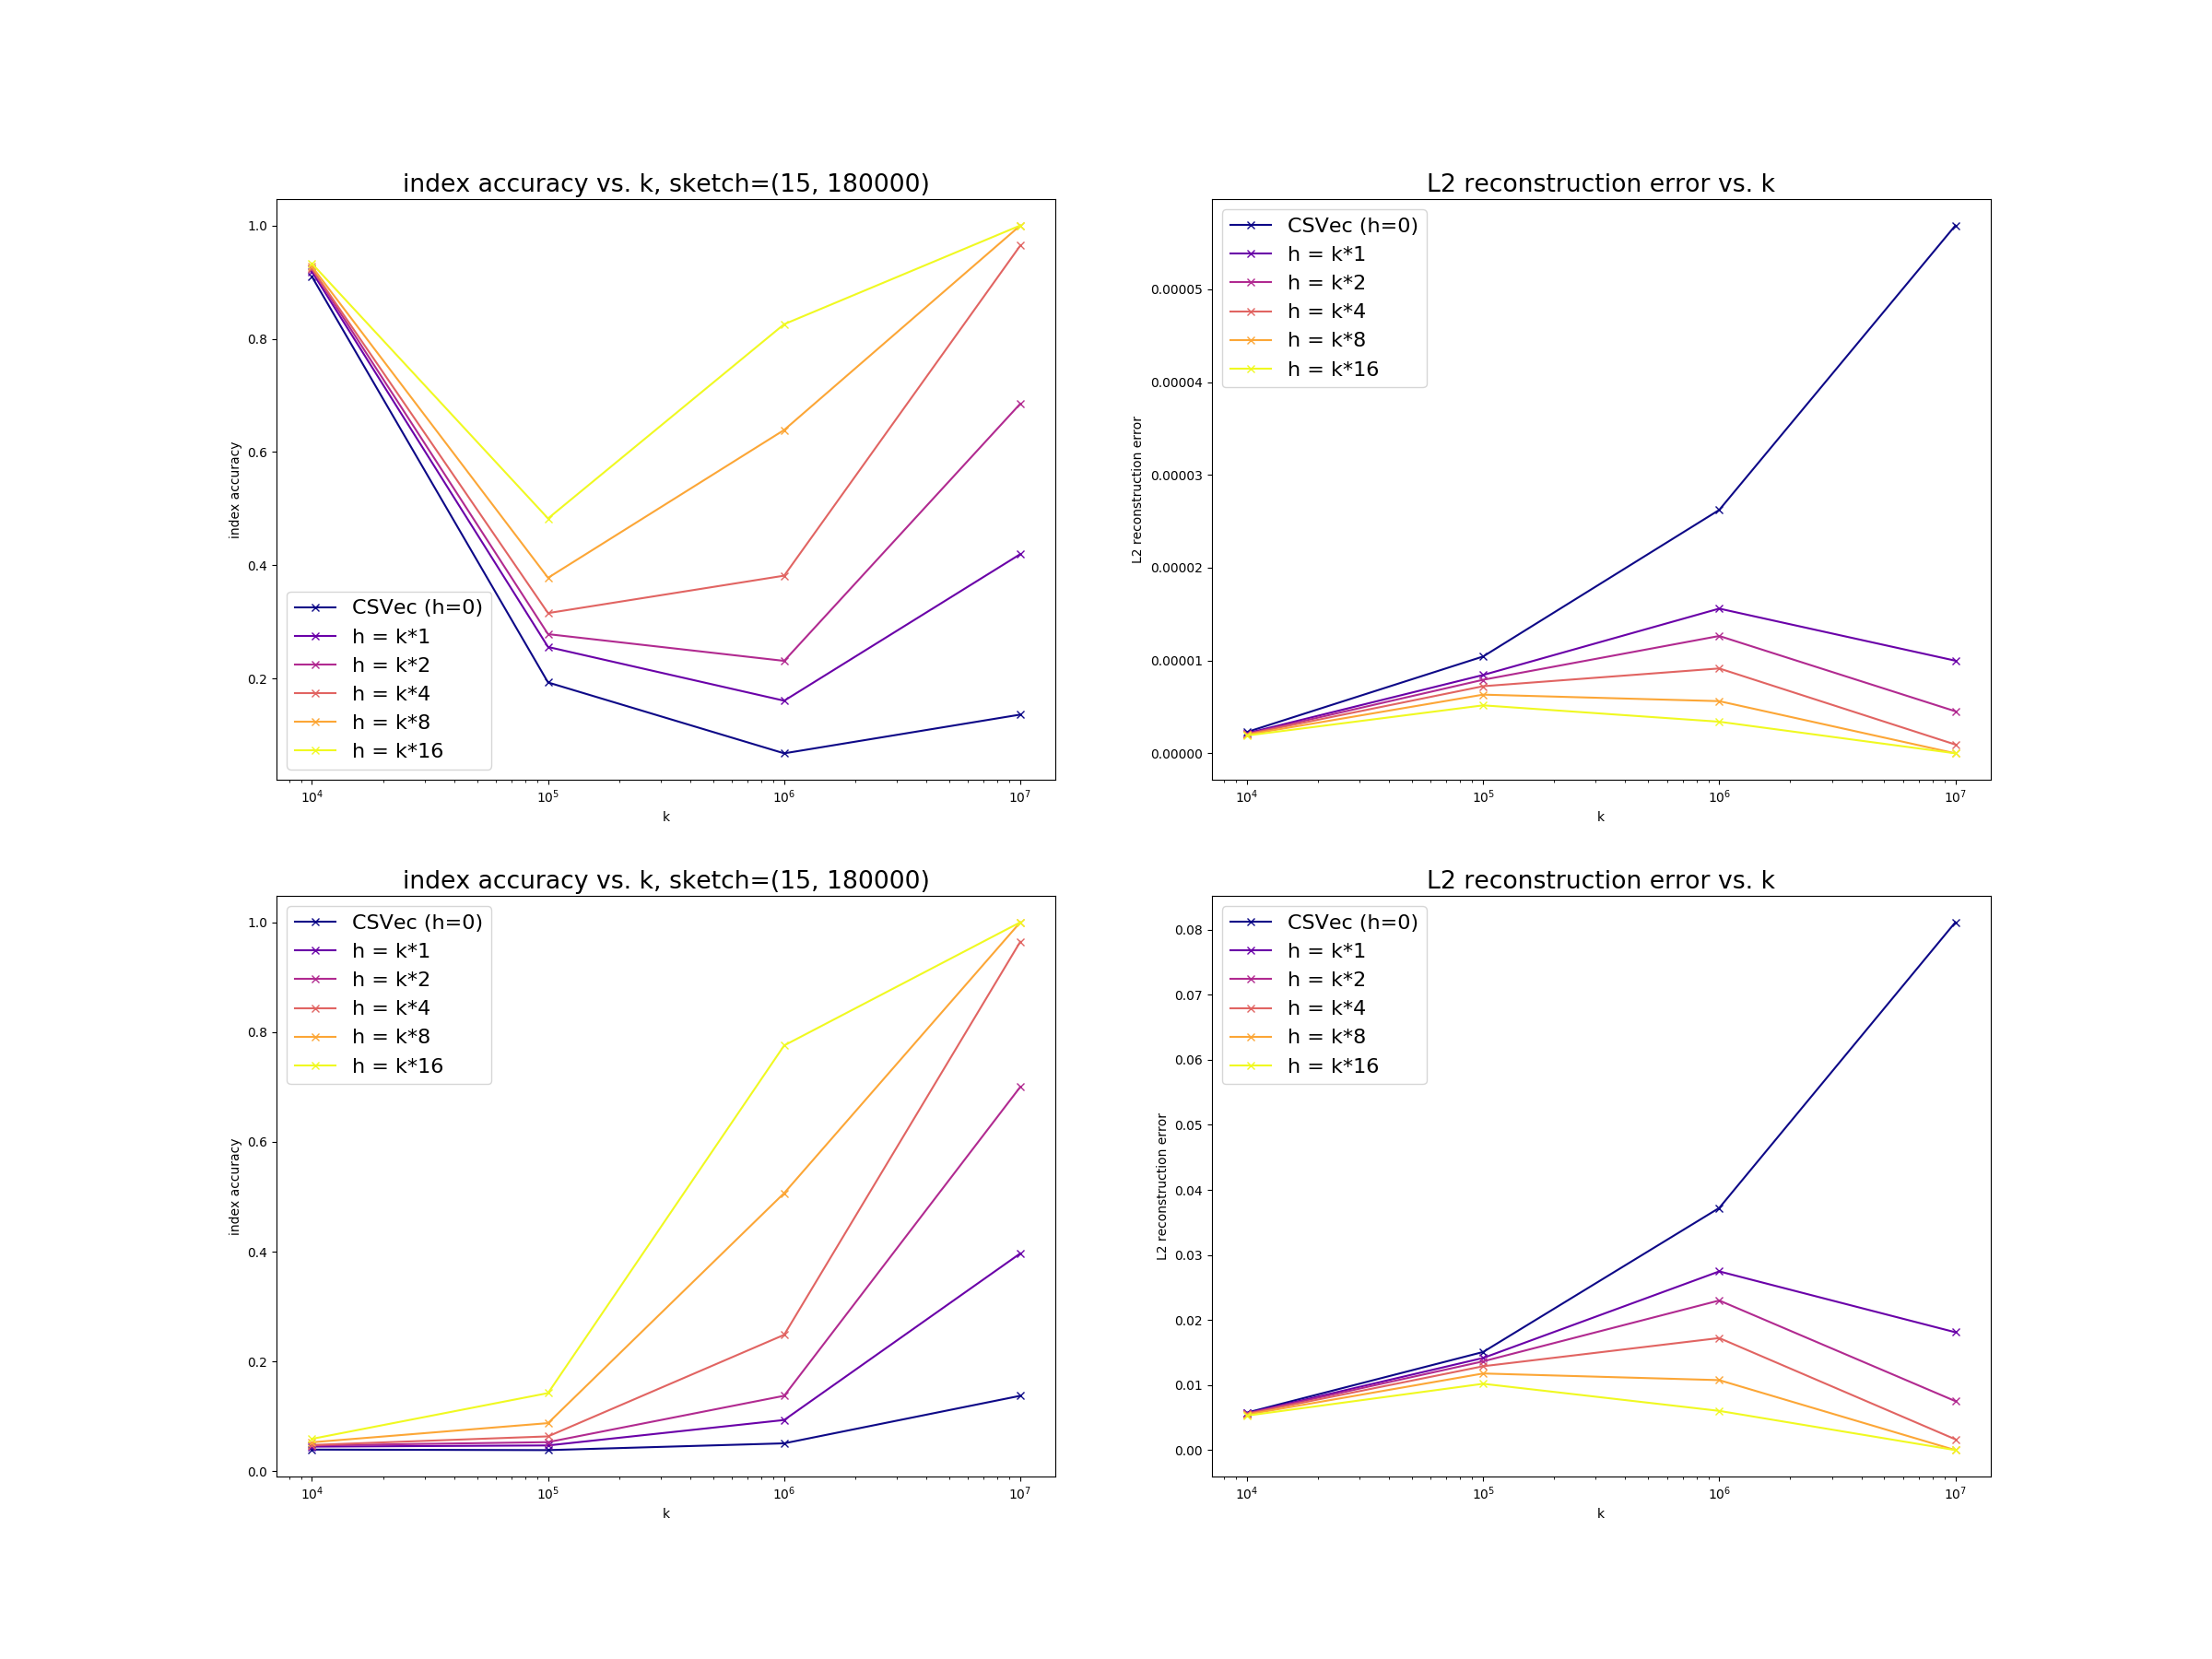 index accuracy vs. k, sketch=(15, 180000)
1.0
0.8
0.6
0.4
0.2
index accuracy
CSVec (h=0)
h = k*1
h = k*2
h = k*4
h = k*8
h = k*16
10⁴ 10⁵ 10⁶ 10⁷
k
L2 reconstruction error vs. k
CSVec (h=0)
h = k*1
h = k*2
h = k*4
h = k*8
h = k*16
0.00005
0.00004
0.00003
0.00002
0.00001
0.00000
L2 reconstruction error
10⁴ 10⁵ 10⁶ 10⁷
k
index accuracy vs. k, sketch=(15, 180000)
CSVec (h=0)
h = k*1
h = k*2
h = k*4
h = k*8
h = k*16
1.0
0.8
0.6
0.4
0.2
0.0
index accuracy
10⁴ 10⁵ 10⁶ 10⁷
k
L2 reconstruction error vs. k
CSVec (h=0)
h = k*1
h = k*2
h = k*4
h = k*8
h = k*16
0.08
0.07
0.06
0.05
0.04
0.03
0.02
0.01
0.00
L2 reconstruction error
10⁴ 10⁵ 10⁶ 10⁷
k